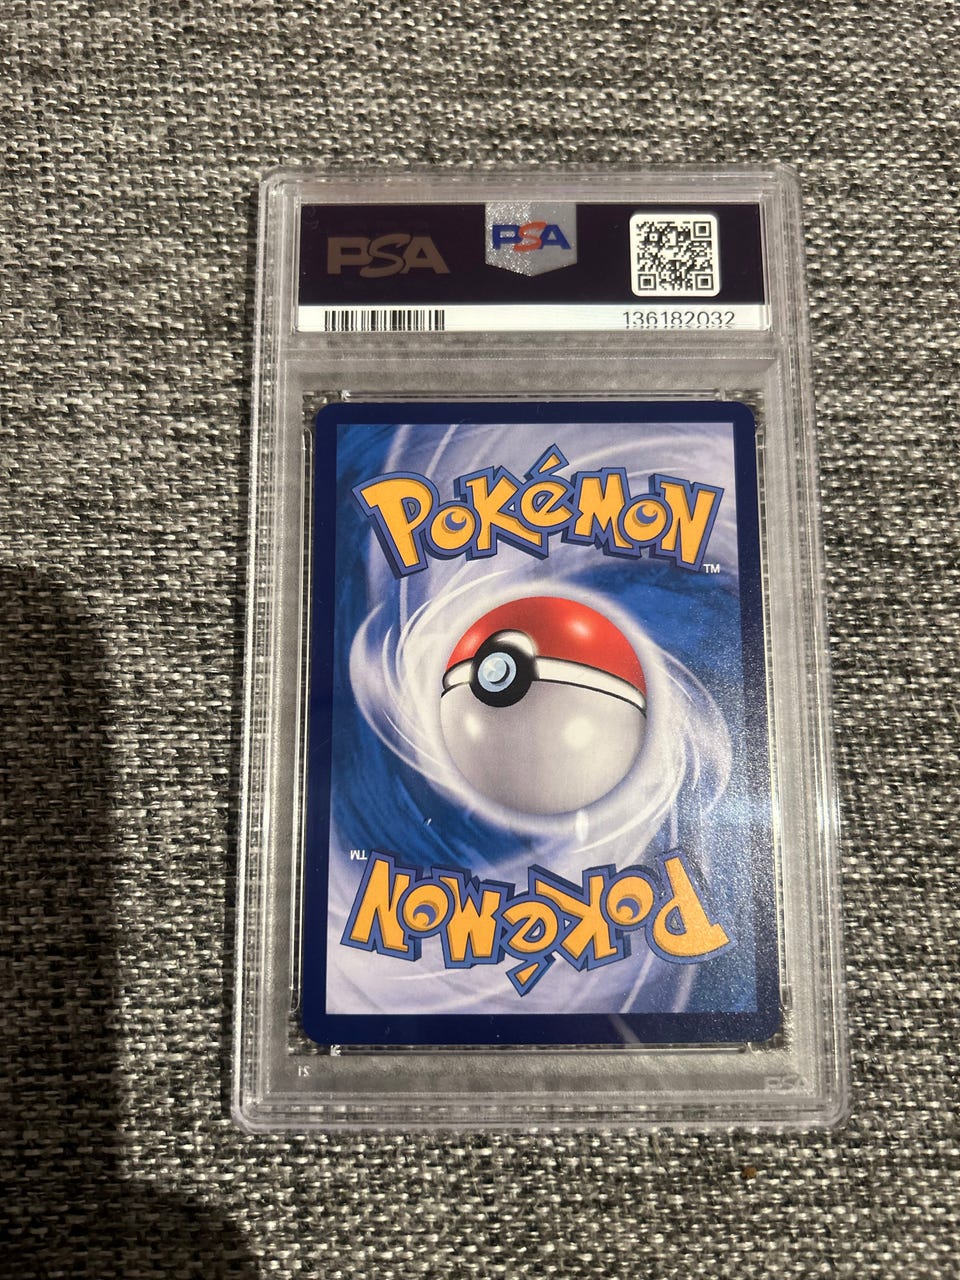 PSA PSA
136182032
POKéMON
TM
TM
POKéMON
PSA